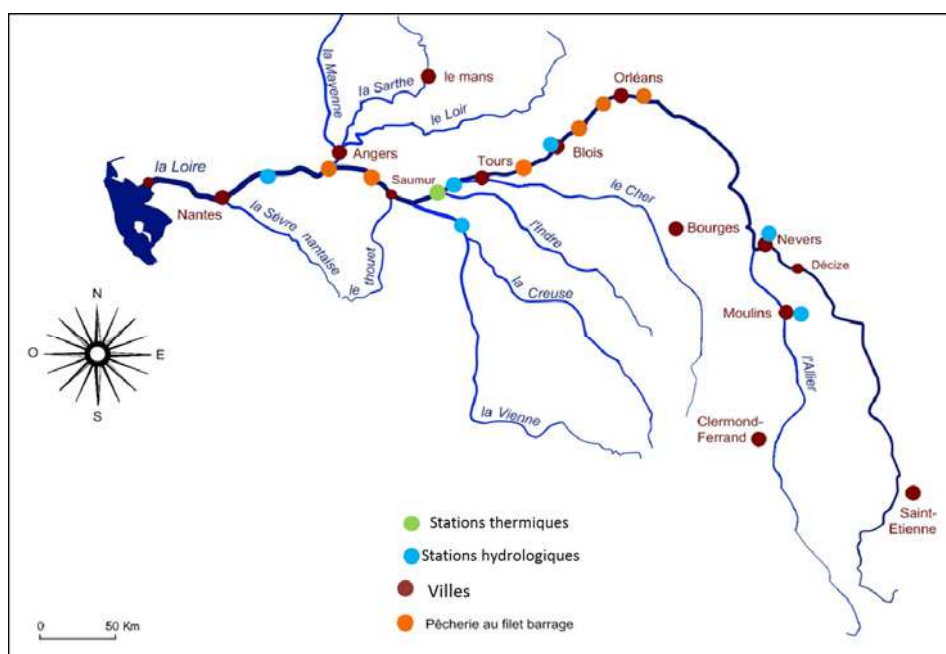 la Mayenne
la Sarthe
le mans
le Loir
Orléans
Angers
la Loire
Tours
Blois
Saumur
le Cher
Nantes
la Sèvre nantaise
le thouet
l'Indre
Bourges
Nevers
Décize
la Creuse
Moulins
l'Allier
N
O
E
S
la Vienne
Clermond-
Ferrand
Saint-
Etienne
Stations thermiques
Stations hydrologiques
Villes
Pêcherie au filet barrage
0 50 Km